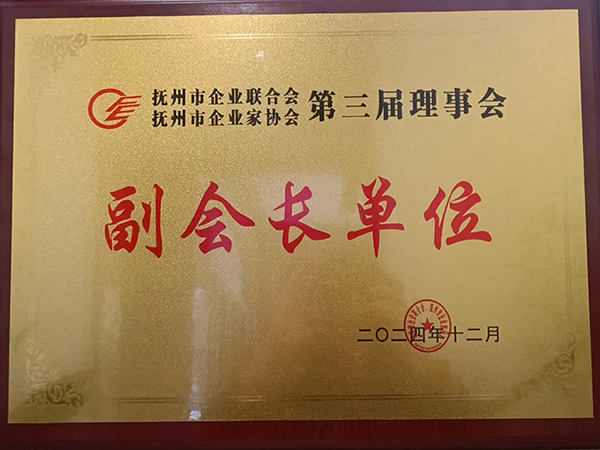 抚州市企业联合会
抚州市企业家协会
第三届理事会
副会长单位
二〇二四年十二月